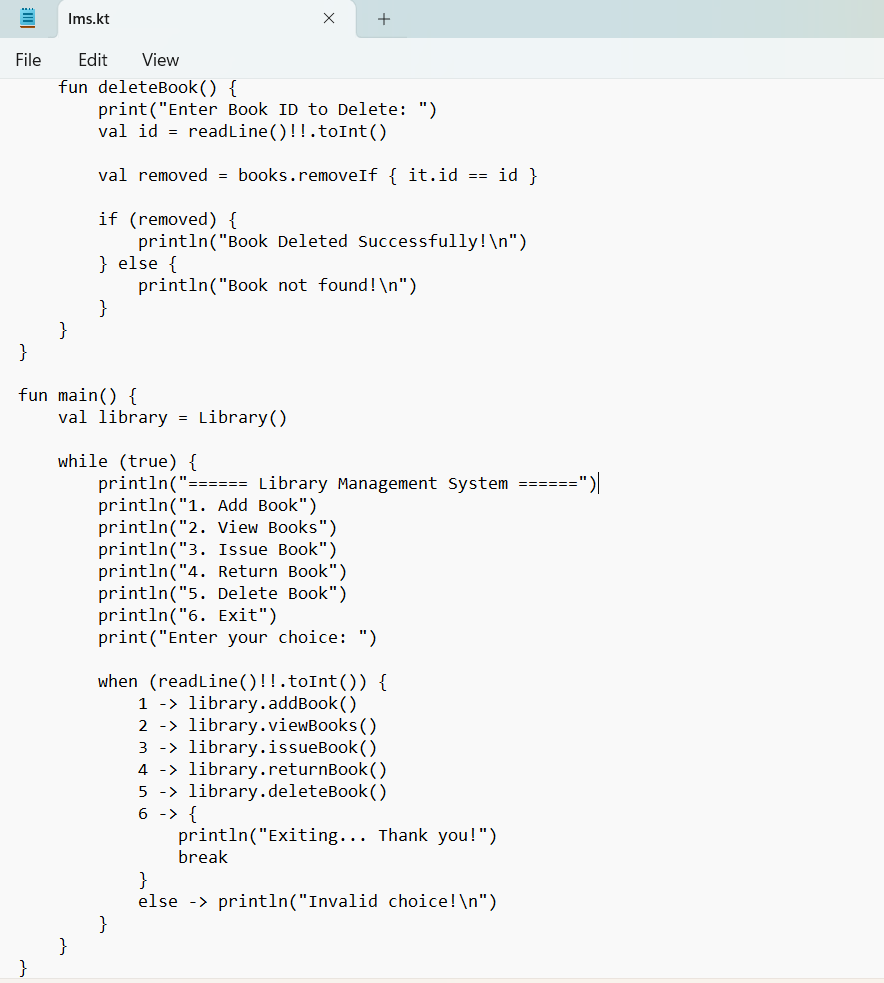 lms.kt
File Edit View
    fun deleteBook() {
        print("Enter Book ID to Delete: ")
        val id = readLine()!!.toInt()

        val removed = books.removeIf { it.id == id }

        if (removed) {
            println("Book Deleted Successfully!\n")
        } else {
            println("Book not found!\n")
        }
    }
}

fun main() {
    val library = Library()

    while (true) {
        println("====== Library Management System ======")
        println("1. Add Book")
        println("2. View Books")
        println("3. Issue Book")
        println("4. Return Book")
        println("5. Delete Book")
        println("6. Exit")
        print("Enter your choice: ")

        when (readLine()!!.toInt()) {
            1 -> library.addBook()
            2 -> library.viewBooks()
            3 -> library.issueBook()
            4 -> library.returnBook()
            5 -> library.deleteBook()
            6 -> {
                println("Exiting... Thank you!")
                break
            }
            else -> println("Invalid choice!\n")
        }
    }
}